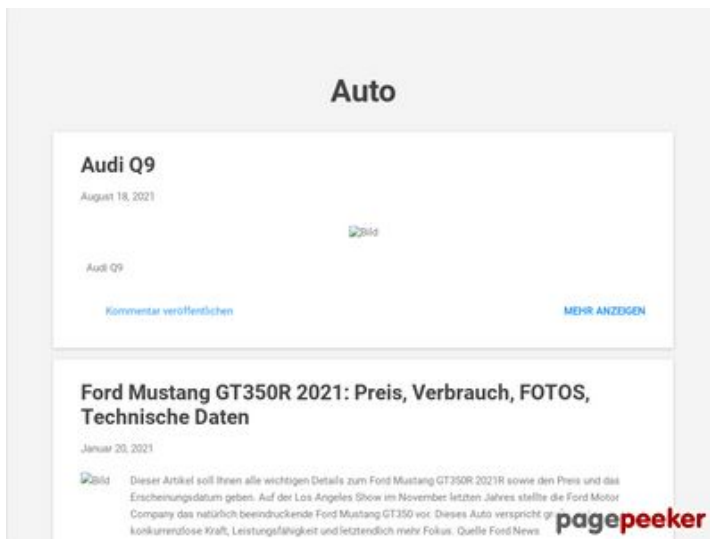 Auto
Audi Q9
August 18, 2021
Bild
Audi Q9
Kommentar veröffentlichen
MEHR ANZEIGEN
Ford Mustang GT350R 2021: Preis, Verbrauch, FOTOS,
Technische Daten
Januar 20, 2021
Bild
Dieser Artikel soll Ihnen alle wichtigen Details zum Ford Mustang GT350R 2021R sowie den Preis und das
Erscheinungsdatum geben. Auf der Los Angeles Show im November letzten Jahres stellte die Ford Motor
Company das natürlich beeindruckende Ford Mustang GT350 vor. Dieses Auto verspricht
konkurrenzlose Kraft, Leistungsfähigkeit und letztendlich mehr Fokus. Quelle Ford News
pagepeeker